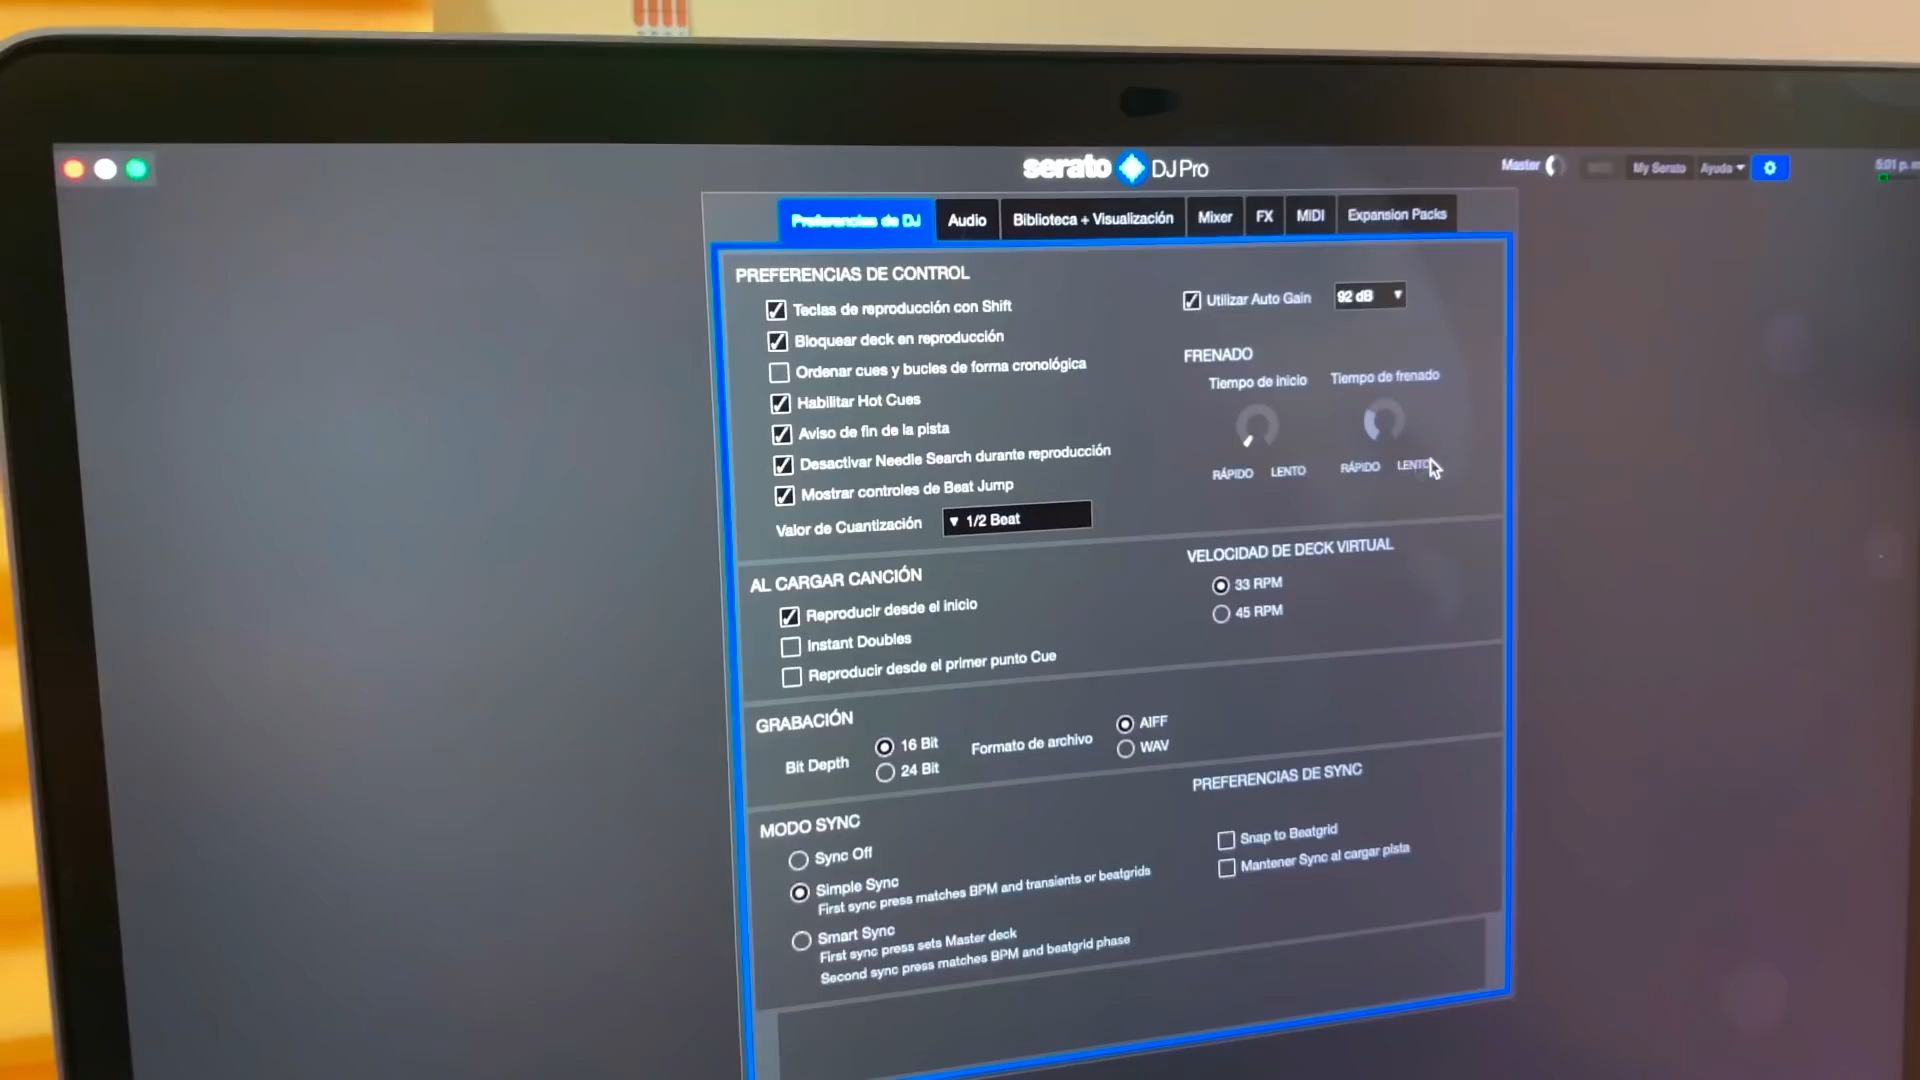 serato DJ Pro
Master
My Serato
Ayuda
Preferencias de DJ
Audio
Biblioteca + Visualización
Mixer
FX
MIDI
Expansion Packs
PREFERENCIAS DE CONTROL
Teclas de reproducción con Shift
Bloquear deck en reproducción
Ordenar cues y bucles de forma cronológica
Habilitar Hot Cues
Aviso de fin de la pista
Desactivar Needle Search durante reproducción
Mostrar controles de Beat Jump
Valor de Cuantización
1/2 Beat
Utilizar Auto Gain
92 dB
FRENADO
Tiempo de inicio
Tiempo de frenado
RÁPIDO LENTO
RÁPIDO LENTO
AL CARGAR CANCIÓN
Reproducir desde el inicio
Instant Doubles
Reproducir desde el primer punto Cue
VELOCIDAD DE DECK VIRTUAL
33 RPM
45 RPM
GRABACIÓN
Bit Depth
16 Bit
24 Bit
Formato de archivo
AIFF
WAV
MODO SYNC
Sync Off
Simple Sync
First sync press matches BPM and transients or beatgrids
Smart Sync
First sync press sets Master deck
Second sync press matches BPM and beatgrid phase
PREFERENCIAS DE SYNC
Snap to Beatgrid
Mantener Sync al cargar pista
5:01 p.